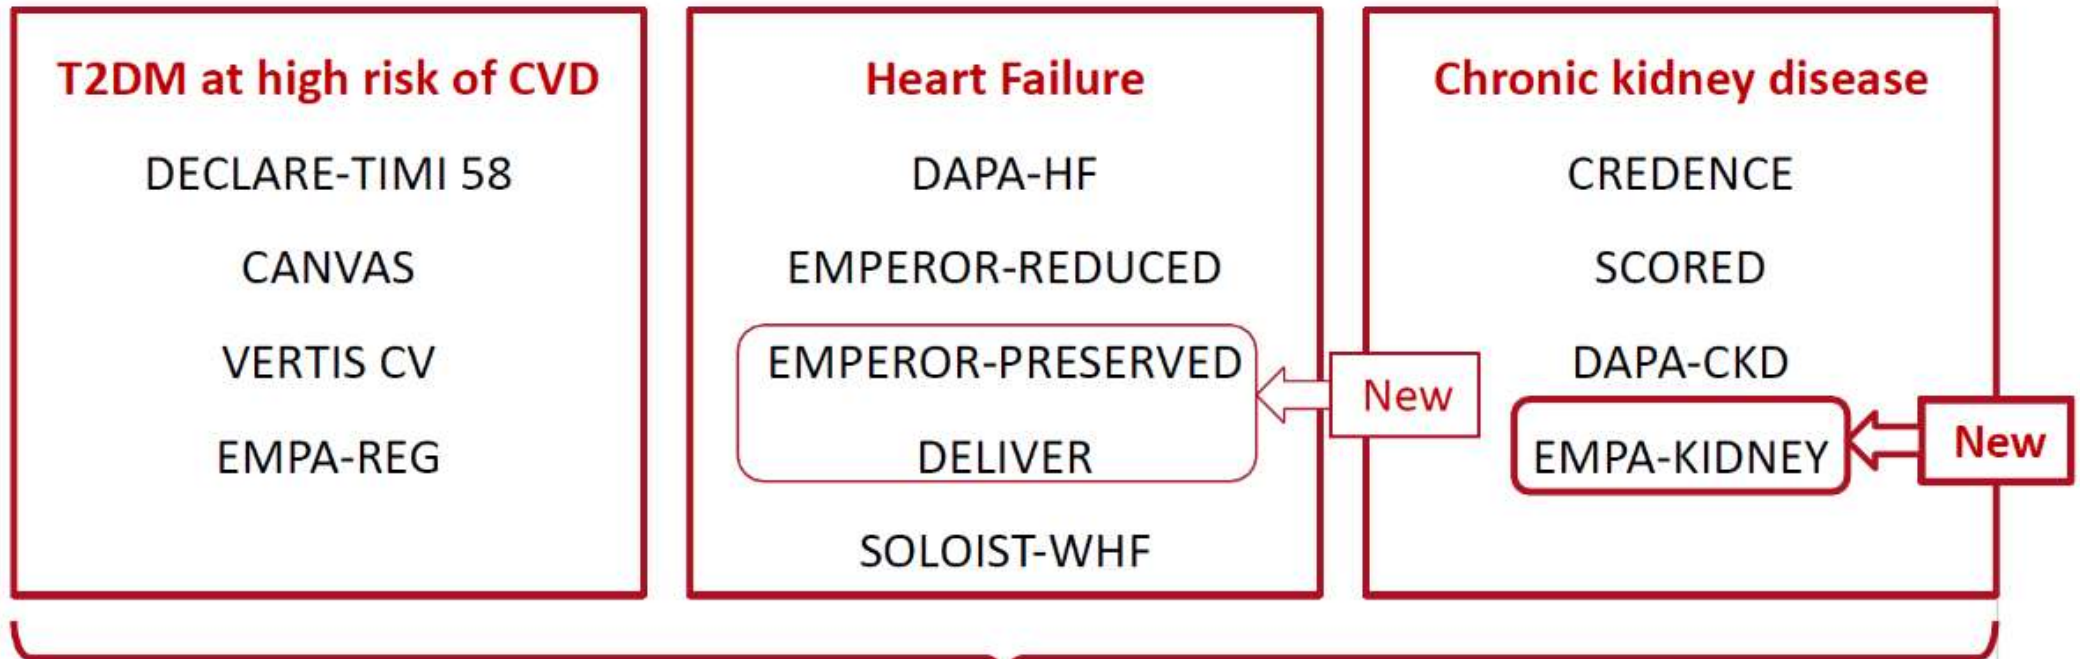 T2DM at high risk of CVD
DECLARE-TIMI 58
CANVAS
VERTIS CV
EMPA-REG
Heart Failure
DAPA-HF
EMPEROR-REDUCED
EMPEROR-PRESERVED
DELIVER
SOLOIST-WHF
New
Chronic kidney disease
CREDENCE
SCORED
DAPA-CKD
EMPA-KIDNEY
New